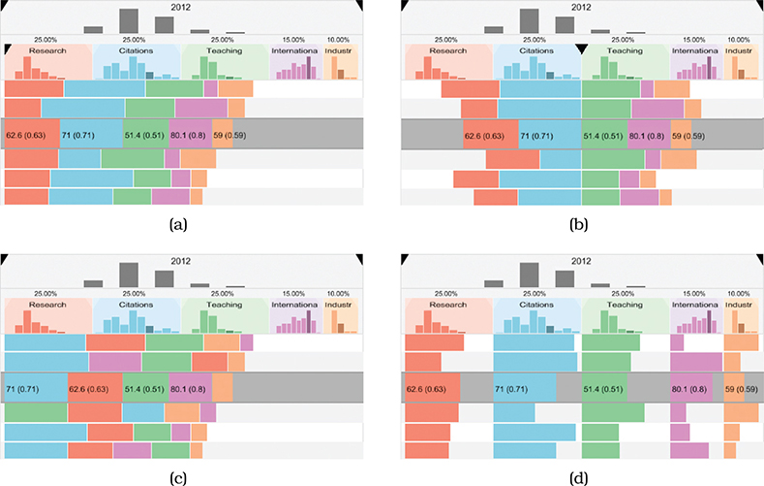 2012
25.00% 25.00% 25.00% 15.00% 10.00%
Research Citations Teaching Internationa Industr
62.6 (0.63) 71 (0.71) 51.4 (0.51) 80.1 (0.8) 59 (0.59)
(a)
2012
25.00% 25.00% 25.00% 15.00% 10.00%
Research Citations Teaching Internationa Industr
62.6 (0.63) 71 (0.71) 51.4 (0.51) 80.1 (0.8) 59 (0.59)
(b)
2012
25.00% 25.00% 25.00% 15.00% 10.00%
Research Citations Teaching Internationa Industr
71 (0.71) 62.6 (0.63) 51.4 (0.51) 80.1 (0.8)
(c)
2012
25.00% 25.00% 25.00% 15.00% 10.00%
Research Citations Teaching Internationa Industr
62.6 (0.63) 71 (0.71) 51.4 (0.51) 80.1 (0.8) 59 (0.59)
(d)